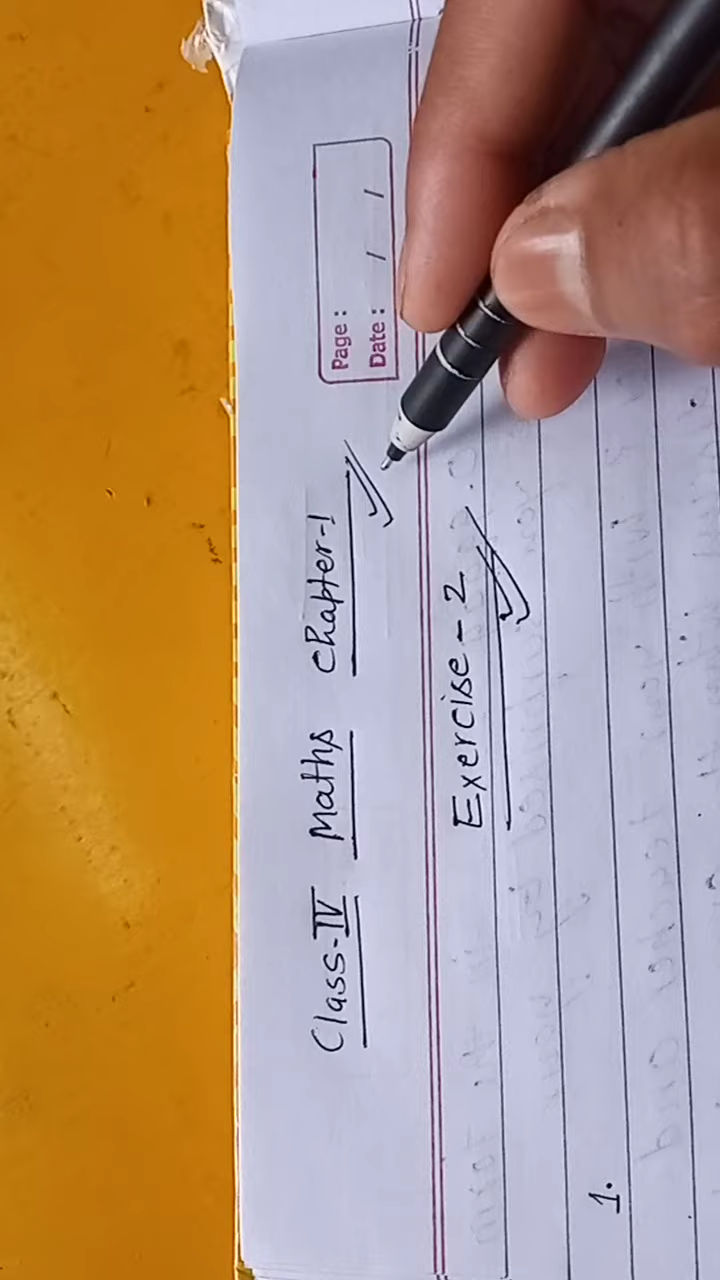 Page :
Date : / /
Class-IV Maths Chapter-1
Exercise - 2
1.